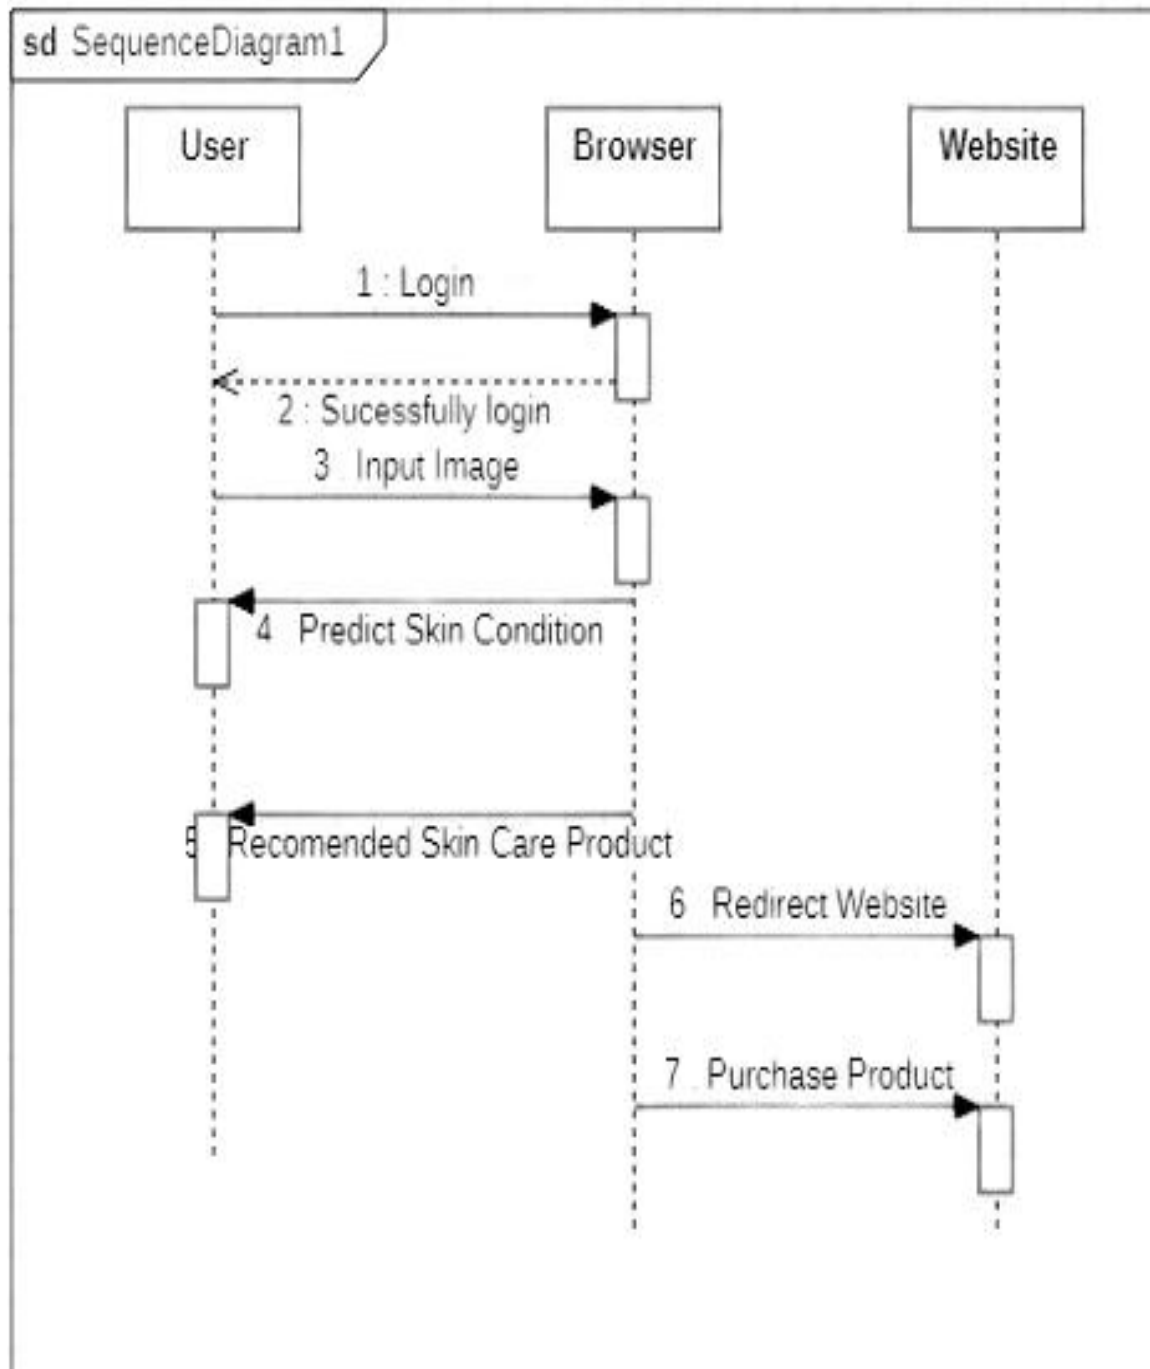 sd SequenceDiagram1
User
Browser
Website
1 : Login
2 : Sucessfully login
3 Input Image
4 Predict Skin Condition
5 Recomended Skin Care Product
6 Redirect Website
7 Purchase Product